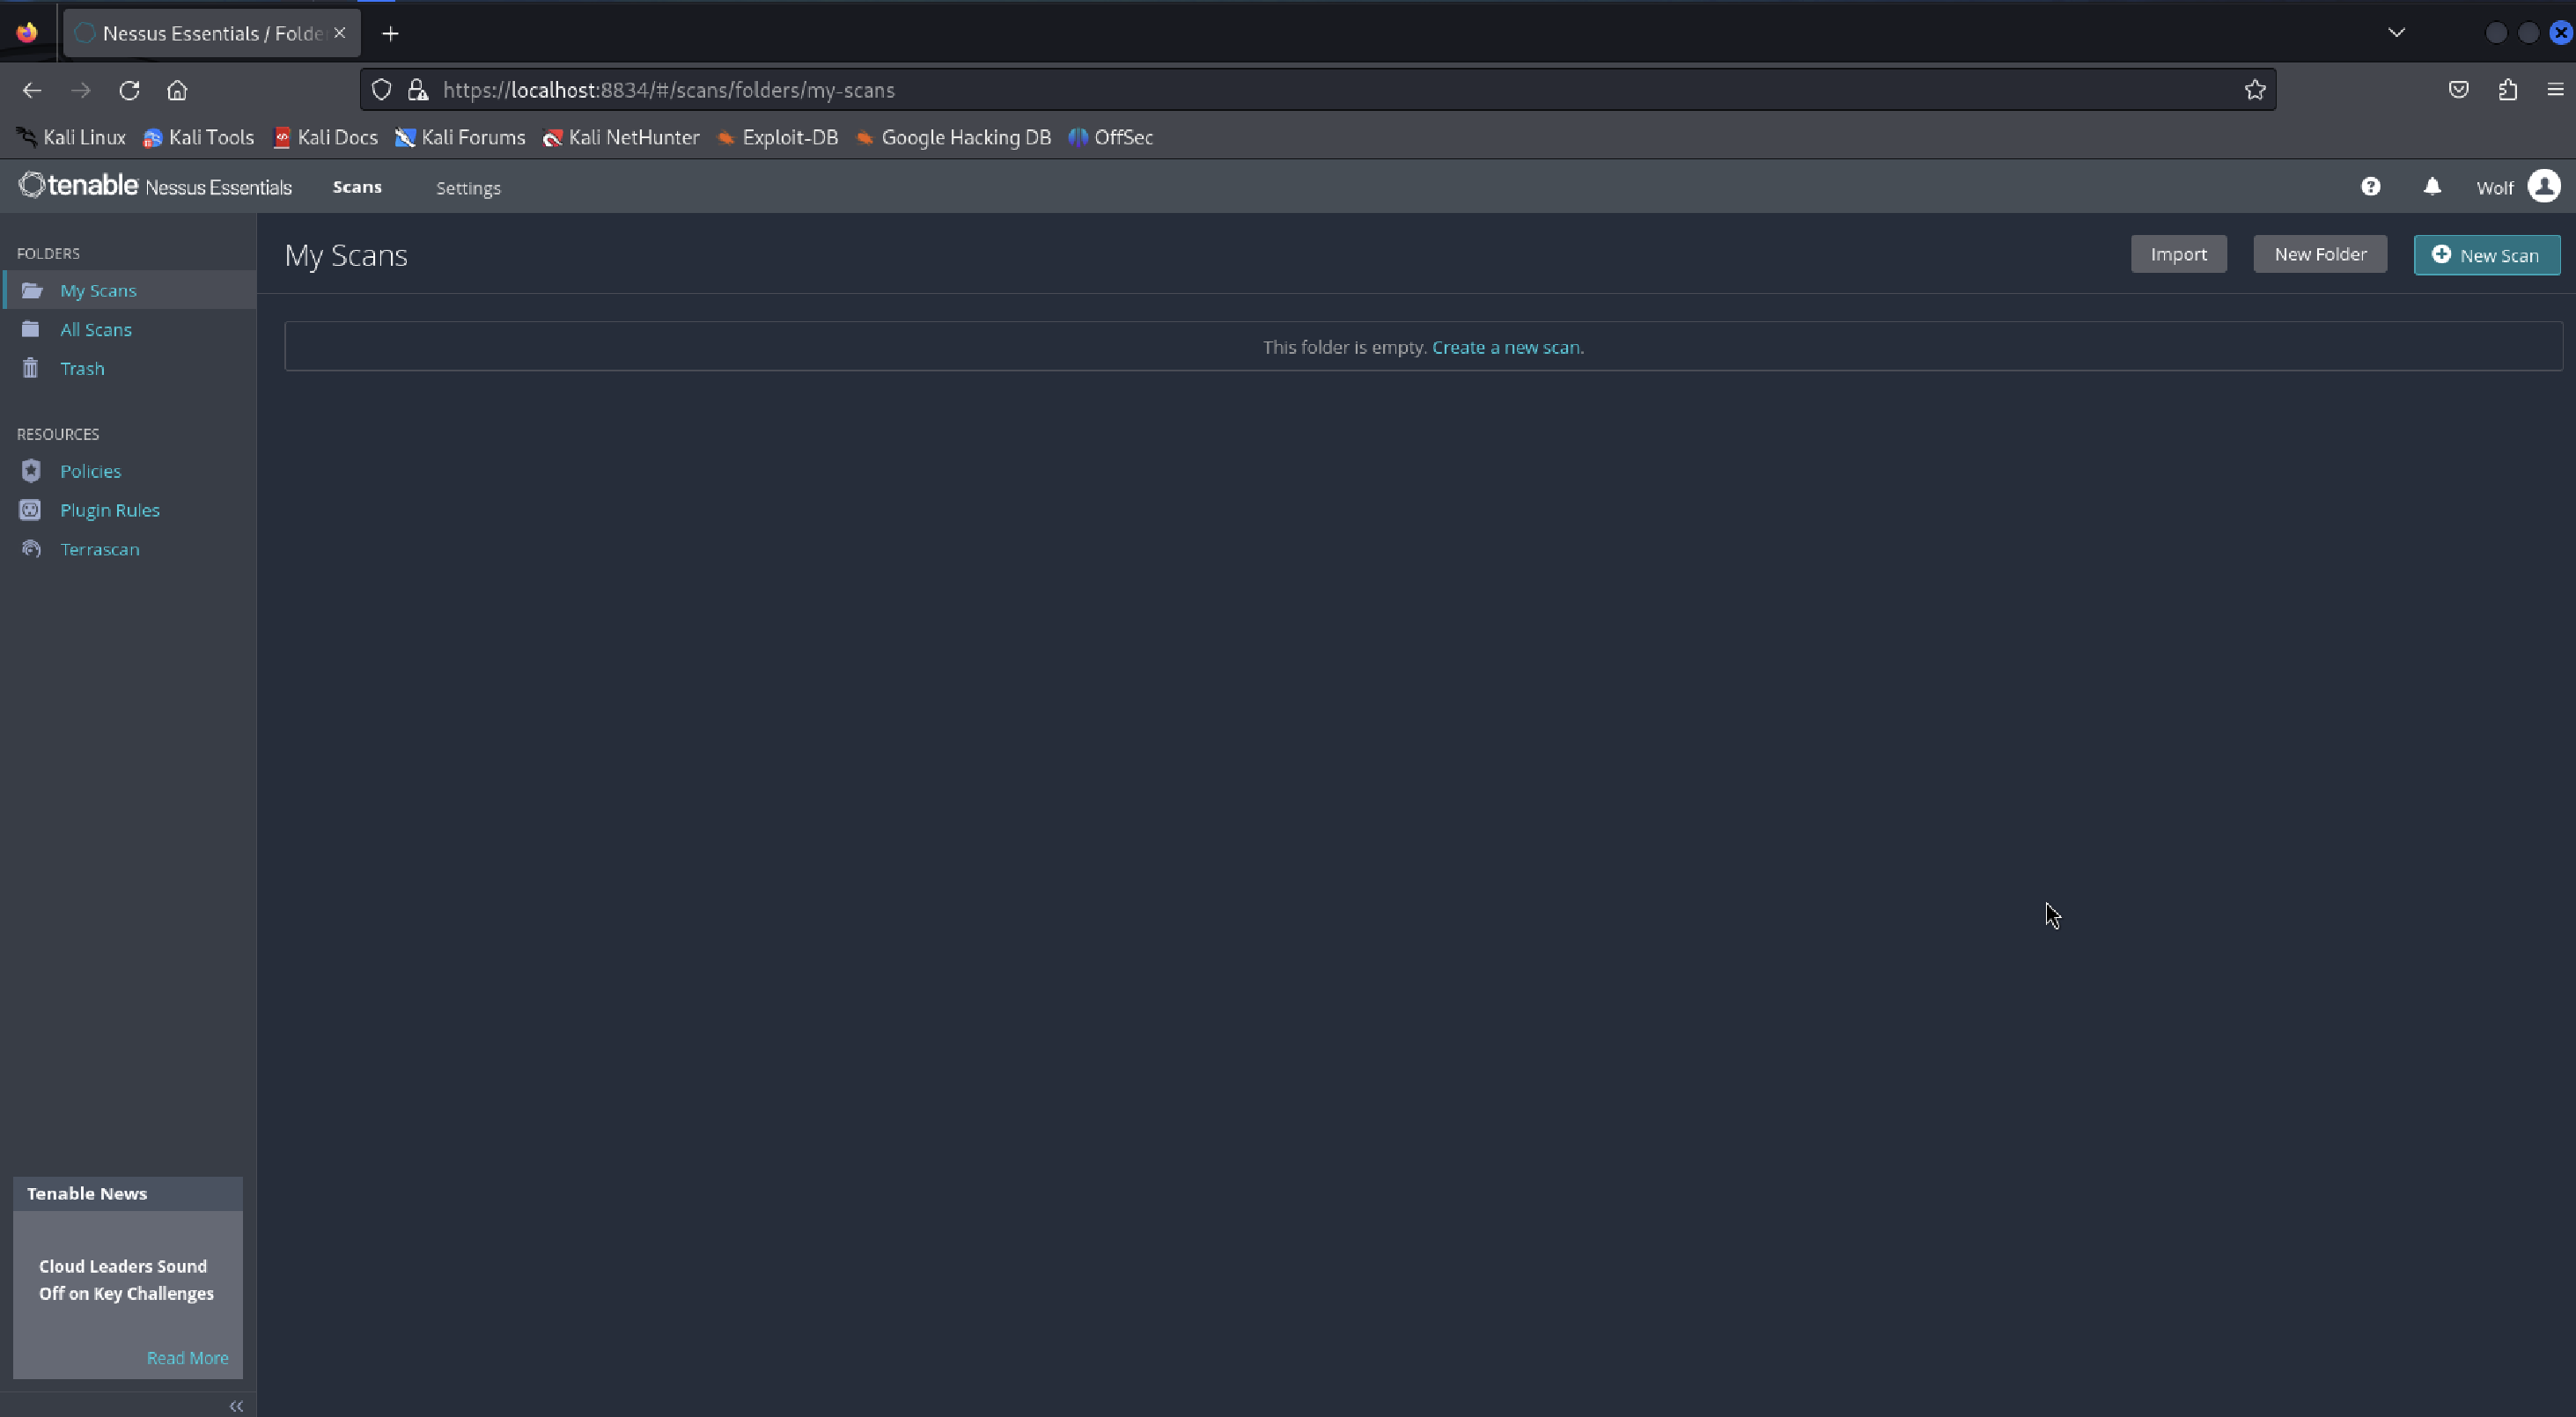 Nessus Essentials / Folde
https://localhost:8834/#/scans/folders/my-scans
Kali Linux Kali Tools Kali Docs Kali Forums Kali NetHunter Exploit-DB Google Hacking DB OffSec
tenable Nessus Essentials Scans Settings Wolf
FOLDERS
My Scans
All Scans
Trash
RESOURCES
Policies
Plugin Rules
Terrascan
Tenable News
Cloud Leaders Sound
Off on Key Challenges
Read More
My Scans Import New Folder New Scan
This folder is empty. Create a new scan.